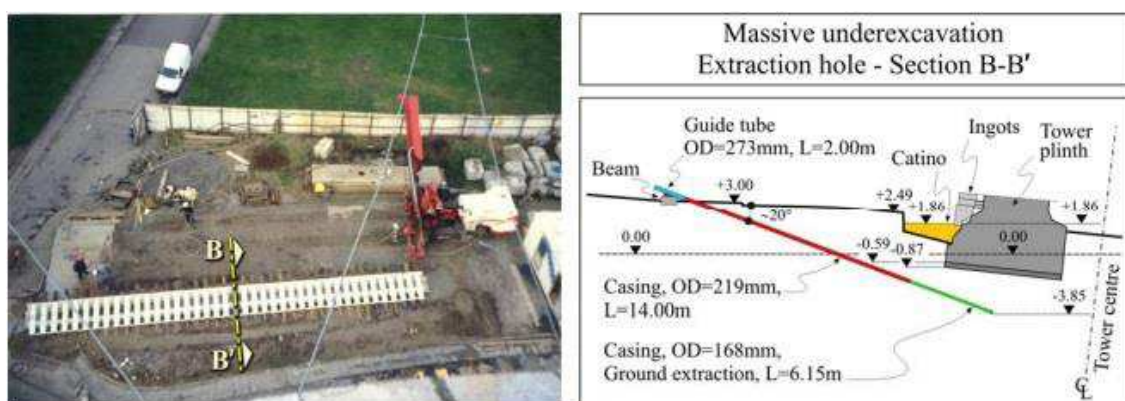 B
B'
Massive underexcavation
Extraction hole - Section B-B'
Guide tube
OD=273mm, L=2.00m
Ingots
Tower
plinth
Catino
Beam
+3.00
+2.49
+1.86
+1.86
~20°
0.00
-0.59
-0.87
0.00
Casing, OD=219mm,
L=14.00m
-3.85
Casing, OD=168mm,
Ground extraction, L=6.15m
Tower centre
℄